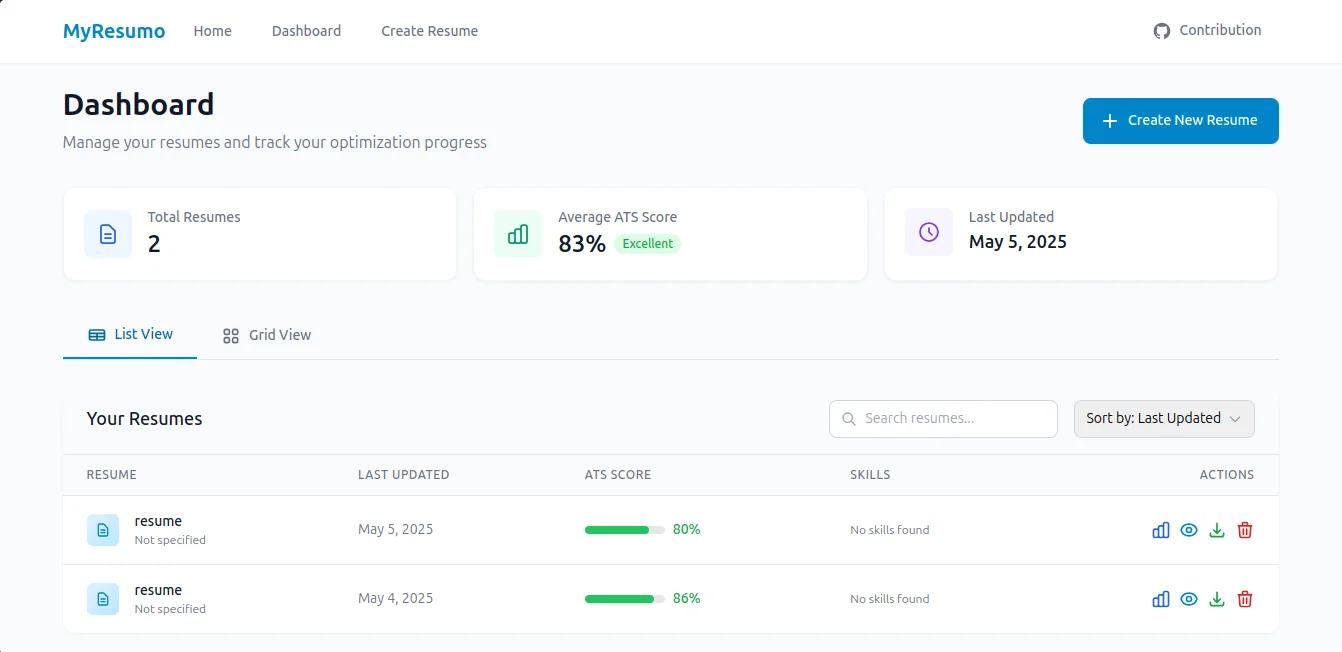 MyResumo Home Dashboard Create Resume Contribution
Dashboard
Manage your resumes and track your optimization progress
Create New Resume
Total Resumes
2
Average ATS Score
83% Excellent
Last Updated
May 5, 2025
List View Grid View
Your Resumes Search resumes... Sort by: Last Updated
RESUME LAST UPDATED ATS SCORE SKILLS ACTIONS
resume
Not specified
May 5, 2025 80% No skills found
resume
Not specified
May 4, 2025 86% No skills found